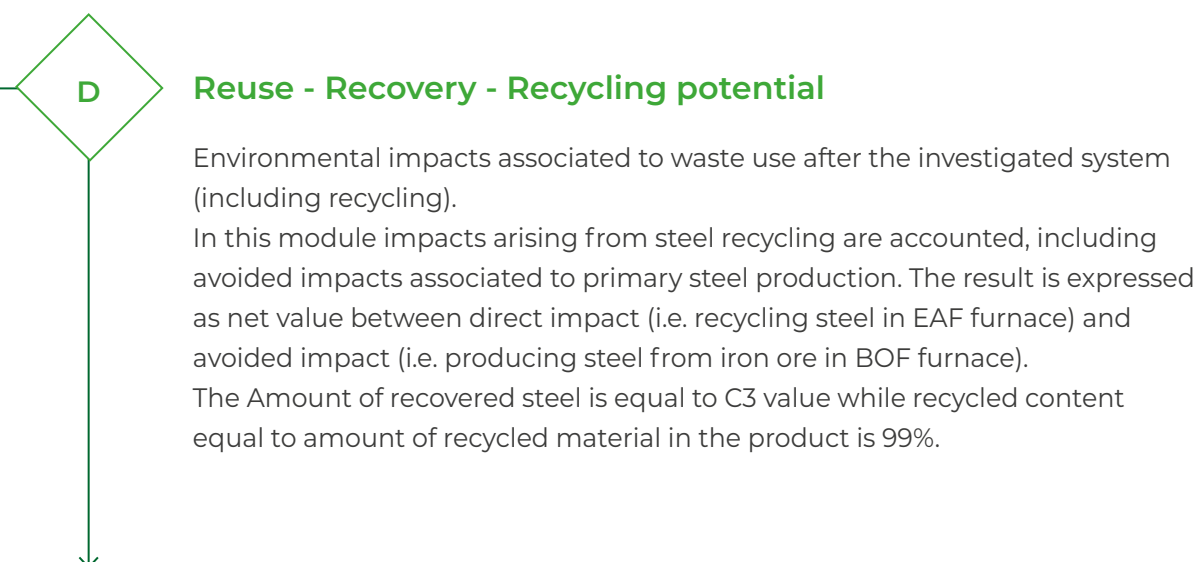 D
Reuse - Recovery - Recycling potential
Environmental impacts associated to waste use after the investigated system
(including recycling).
In this module impacts arising from steel recycling are accounted, including
avoided impacts associated to primary steel production. The result is expressed
as net value between direct impact (i.e. recycling steel in EAF furnace) and
avoided impact (i.e. producing steel from iron ore in BOF furnace).
The Amount of recovered steel is equal to C3 value while recycled content
equal to amount of recycled material in the product is 99%.